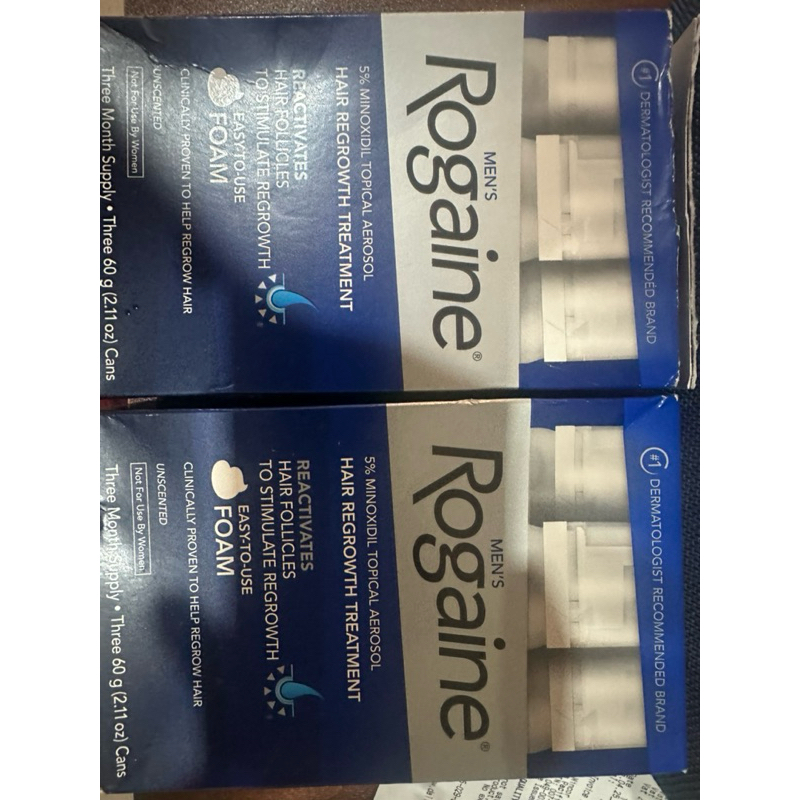 #1 DERMATOLOGIST RECOMMENDED BRAND
MEN'S
Rogaine®
5% MINOXIDIL TOPICAL AEROSOL
HAIR REGROWTH TREATMENT
REACTIVATES
HAIR FOLLICLES
TO STIMULATE REGROWTH
EASY-TO-USE
FOAM
CLINICALLY PROVEN TO HELP REGROW HAIR
UNSCENTED
Not For Use By Women
Three Month Supply • Three 60 g (2.11 oz) Cans
#1 DERMATOLOGIST RECOMMENDED BRAND
MEN'S
Rogaine®
5% MINOXIDIL TOPICAL AEROSOL
HAIR REGROWTH TREATMENT
REACTIVATES
HAIR FOLLICLES
TO STIMULATE REGROWTH
EASY-TO-USE
FOAM
CLINICALLY PROVEN TO HELP REGROW HAIR
UNSCENTED
Not For Use By Women
Three Month Supply • Three 60 g (2.11 oz) Cans